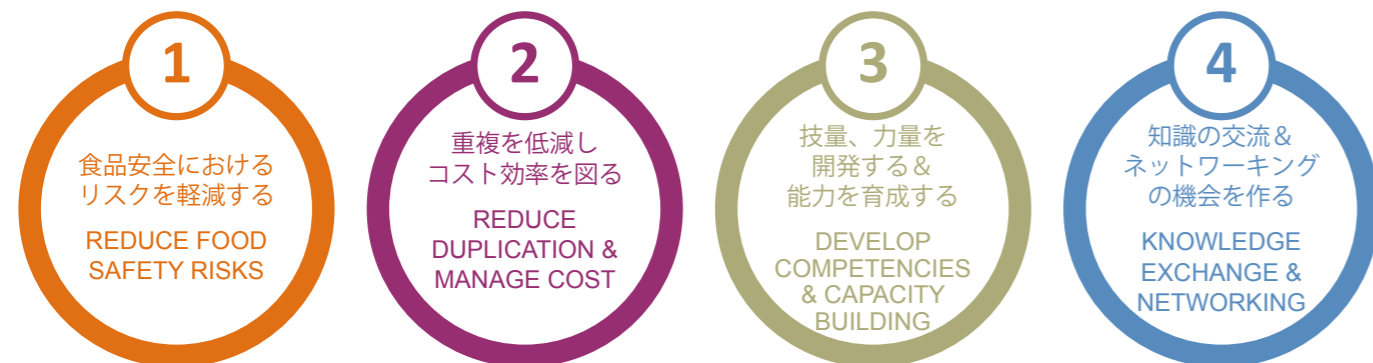 1
食品安全における
リスクを軽減する
REDUCE FOOD
SAFETY RISKS
2
重複を低減し
コスト効率を図る
REDUCE
DUPLICATION &
MANAGE COST
3
技量、力量を
開発する＆
能力を育成する
DEVELOP
COMPETENCIES
& CAPACITY
BUILDING
4
知識の交流＆
ネットワーキング
の機会を作る
KNOWLEDGE
EXCHANGE &
NETWORKING